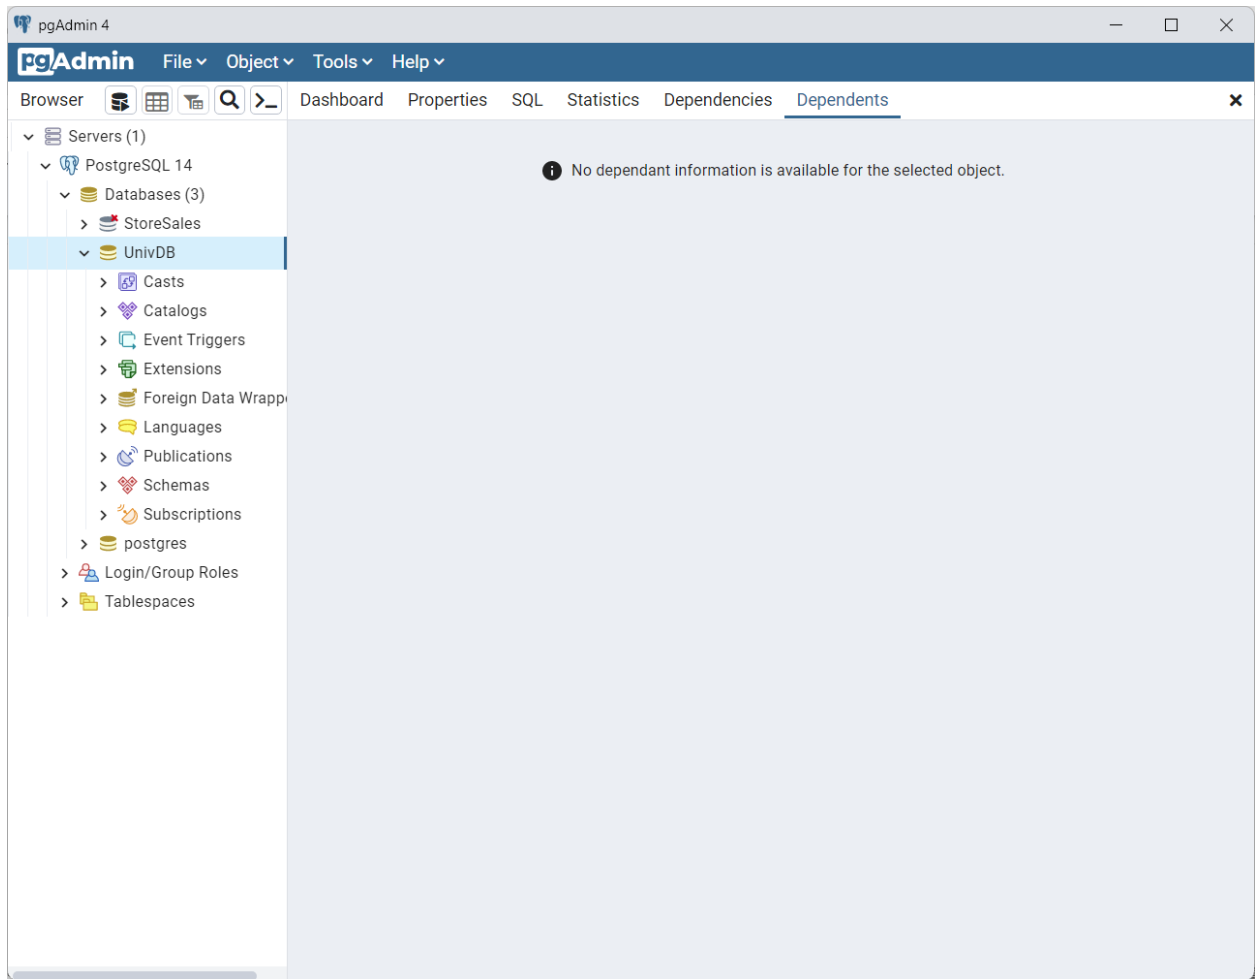 pgAdmin 4
pgAdmin File Object Tools Help
Browser Dashboard Properties SQL Statistics Dependencies Dependents
Servers (1)
No dependant information is available for the selected object.
PostgreSQL 14
Databases (3)
StoreSales
UnivDB
Casts
Catalogs
Event Triggers
Extensions
Foreign Data Wrappe
Languages
Publications
Schemas
Subscriptions
postgres
Login/Group Roles
Tablespaces